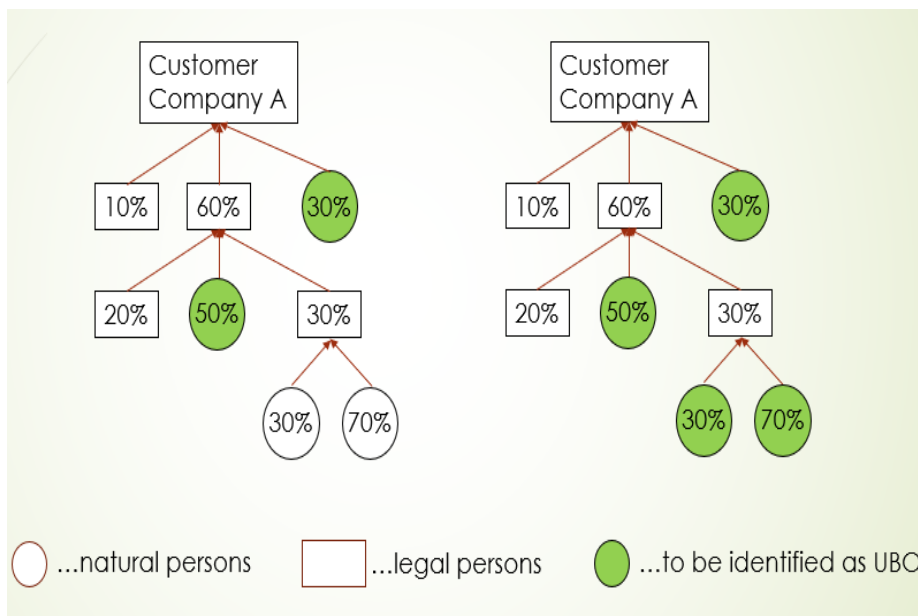 Customer
Company A
Customer
Company A
10%
60%
30%
10%
60%
30%
20%
50%
30%
20%
50%
30%
30%
70%
30%
70%
...natural persons
...legal persons
...to be identified as UBO